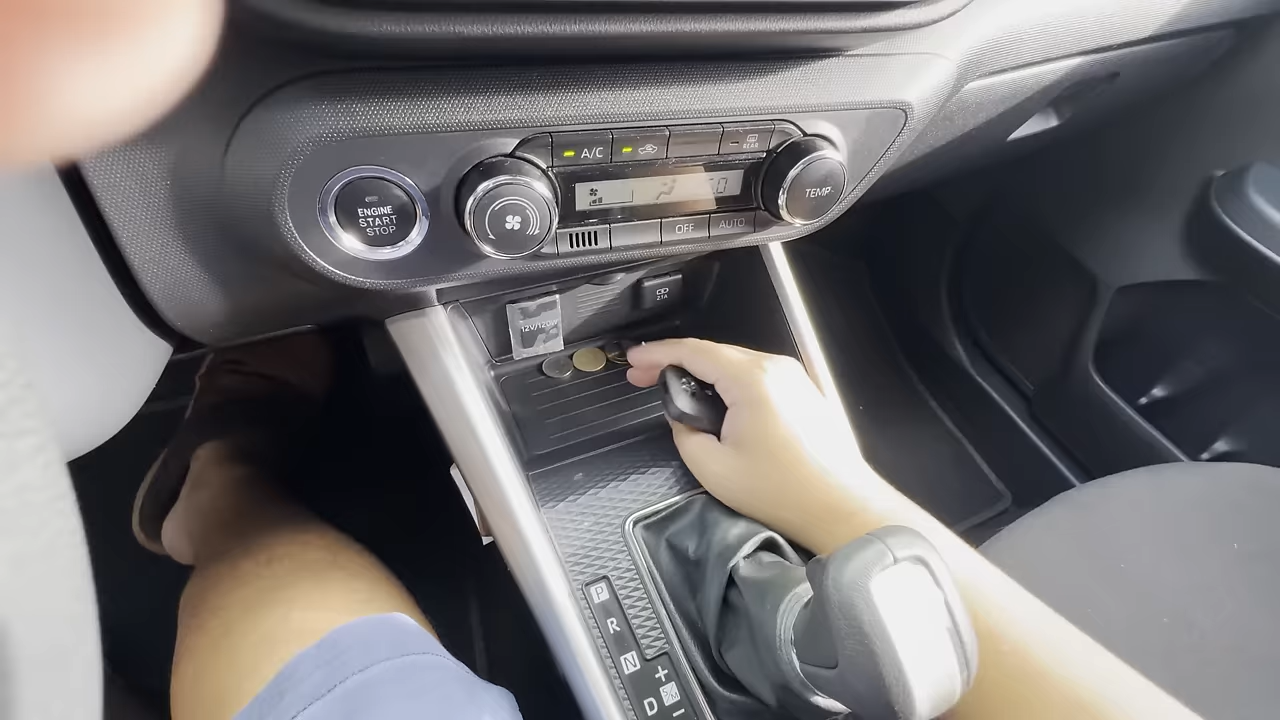 A/C
REAR
ENGINE
START
STOP
TEMP
OFF
AUTO
12V/120W
2.1A
P
R
N
D
+
S/M
−